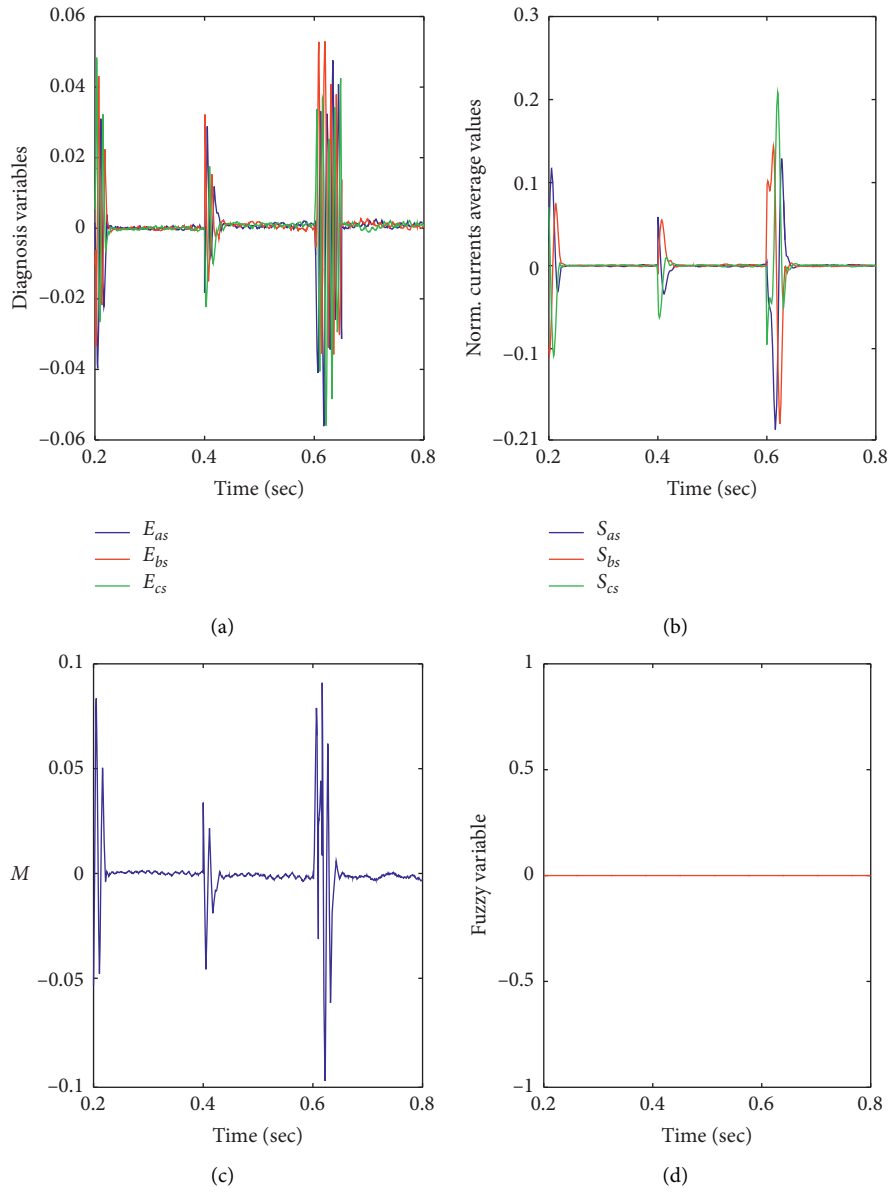 0.06
0.04
0.02
0
–0.02
–0.04
–0.06
Diagnosis variables
0.2 0.4 0.6 0.8
Time (sec)
E_as
E_bs
E_cs
(a)
0.3
0.2
0.1
0
–0.1
–0.21
Norm. currents average values
0.2 0.4 0.6 0.8
Time (sec)
S_as
S_bs
S_cs
(b)
0.1
0.05
0
–0.05
–0.1
M
0.2 0.4 0.6 0.8
Time (sec)
(c)
1
0.5
0
–0.5
–1
Fuzzy variable
0.2 0.4 0.6 0.8
Time (sec)
(d)